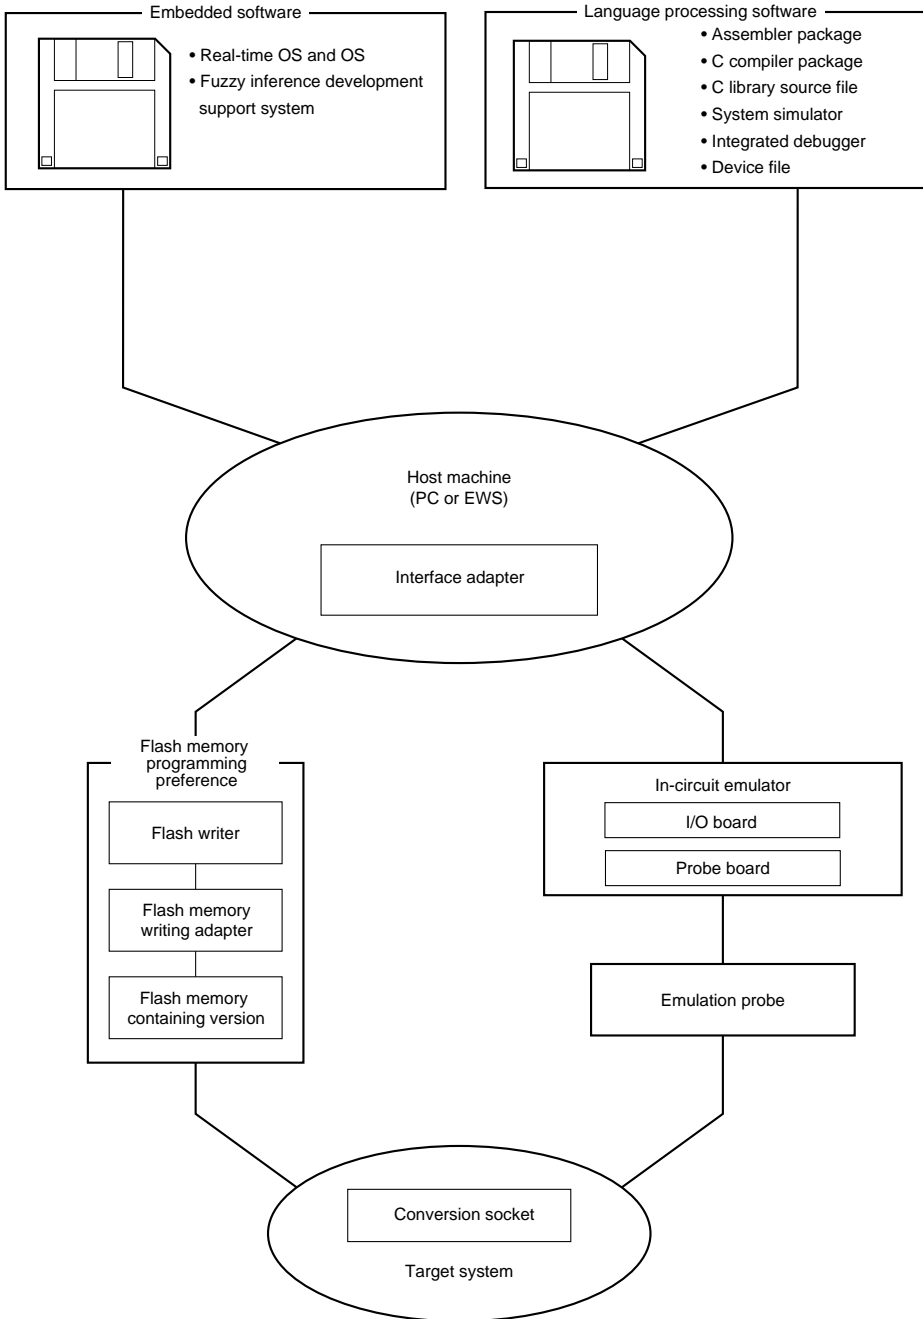 Embedded software
• Real-time OS and OS
• Fuzzy inference development
support system
Language processing software
• Assembler package
• C compiler package
• C library source file
• System simulator
• Integrated debugger
• Device file
Host machine
(PC or EWS)
Interface adapter
Flash memory
programming
preference
Flash writer
Flash memory
writing adapter
Flash memory
containing version
In-circuit emulator
I/O board
Probe board
Emulation probe
Conversion socket
Target system